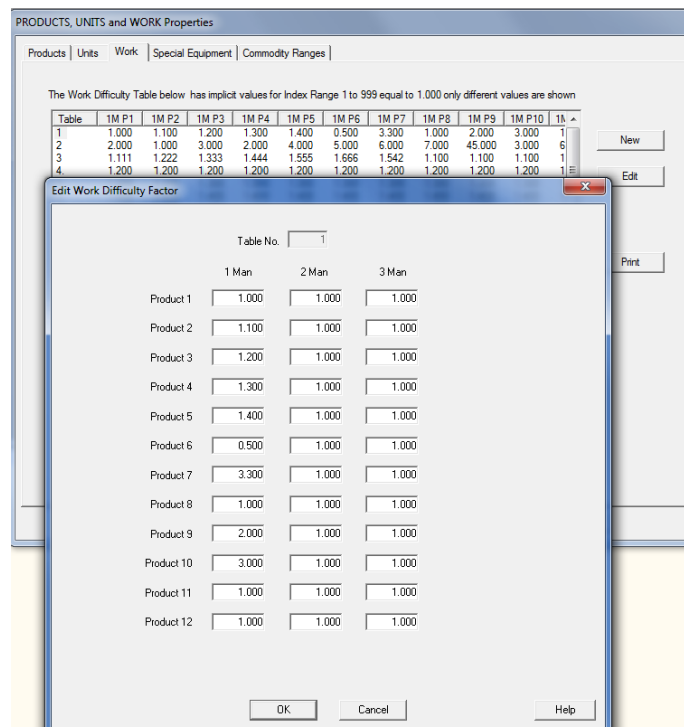 PRODUCTS, UNITS and WORK Properties
Products Units Work Special Equipment Commodity Ranges
The Work Difficulty Table below has implicit values for Index Range 1 to 999 equal to 1.000 only different values are shown
Table 1M P1 1M P2 1M P3 1M P4 1M P5 1M P6 1M P7 1M P8 1M P9 1M P10
1 1.000 1.100 1.200 1.300 1.400 0.500 3.300 1.000 2.000 3.000
2 2.000 1.000 3.000 2.000 4.000 5.000 6.000 7.000 45.000 3.000
3 1.111 1.222 1.333 1.444 1.555 1.666 1.542 1.100 1.100 1.100
4 1.200 1.200 1.200 1.200 1.200 1.200 1.200 1.200 1.200 1.200
New
Edit
Print
Edit Work Difficulty Factor
Table No. 1
1 Man 2 Man 3 Man
Product 1 1.000 1.000 1.000
Product 2 1.100 1.000 1.000
Product 3 1.200 1.000 1.000
Product 4 1.300 1.000 1.000
Product 5 1.400 1.000 1.000
Product 6 0.500 1.000 1.000
Product 7 3.300 1.000 1.000
Product 8 1.000 1.000 1.000
Product 9 2.000 1.000 1.000
Product 10 3.000 1.000 1.000
Product 11 1.000 1.000 1.000
Product 12 1.000 1.000 1.000
OK Cancel Help